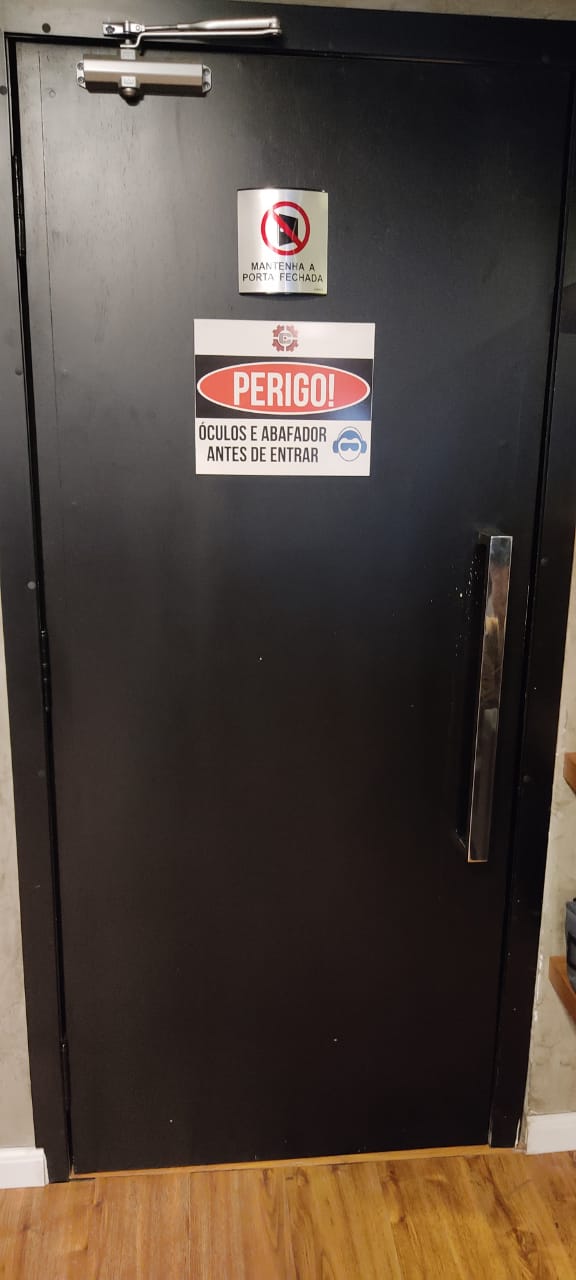 MANTENHA A
PORTA FECHADA
PERIGO!
ÓCULOS E ABAFADOR
ANTES DE ENTRAR